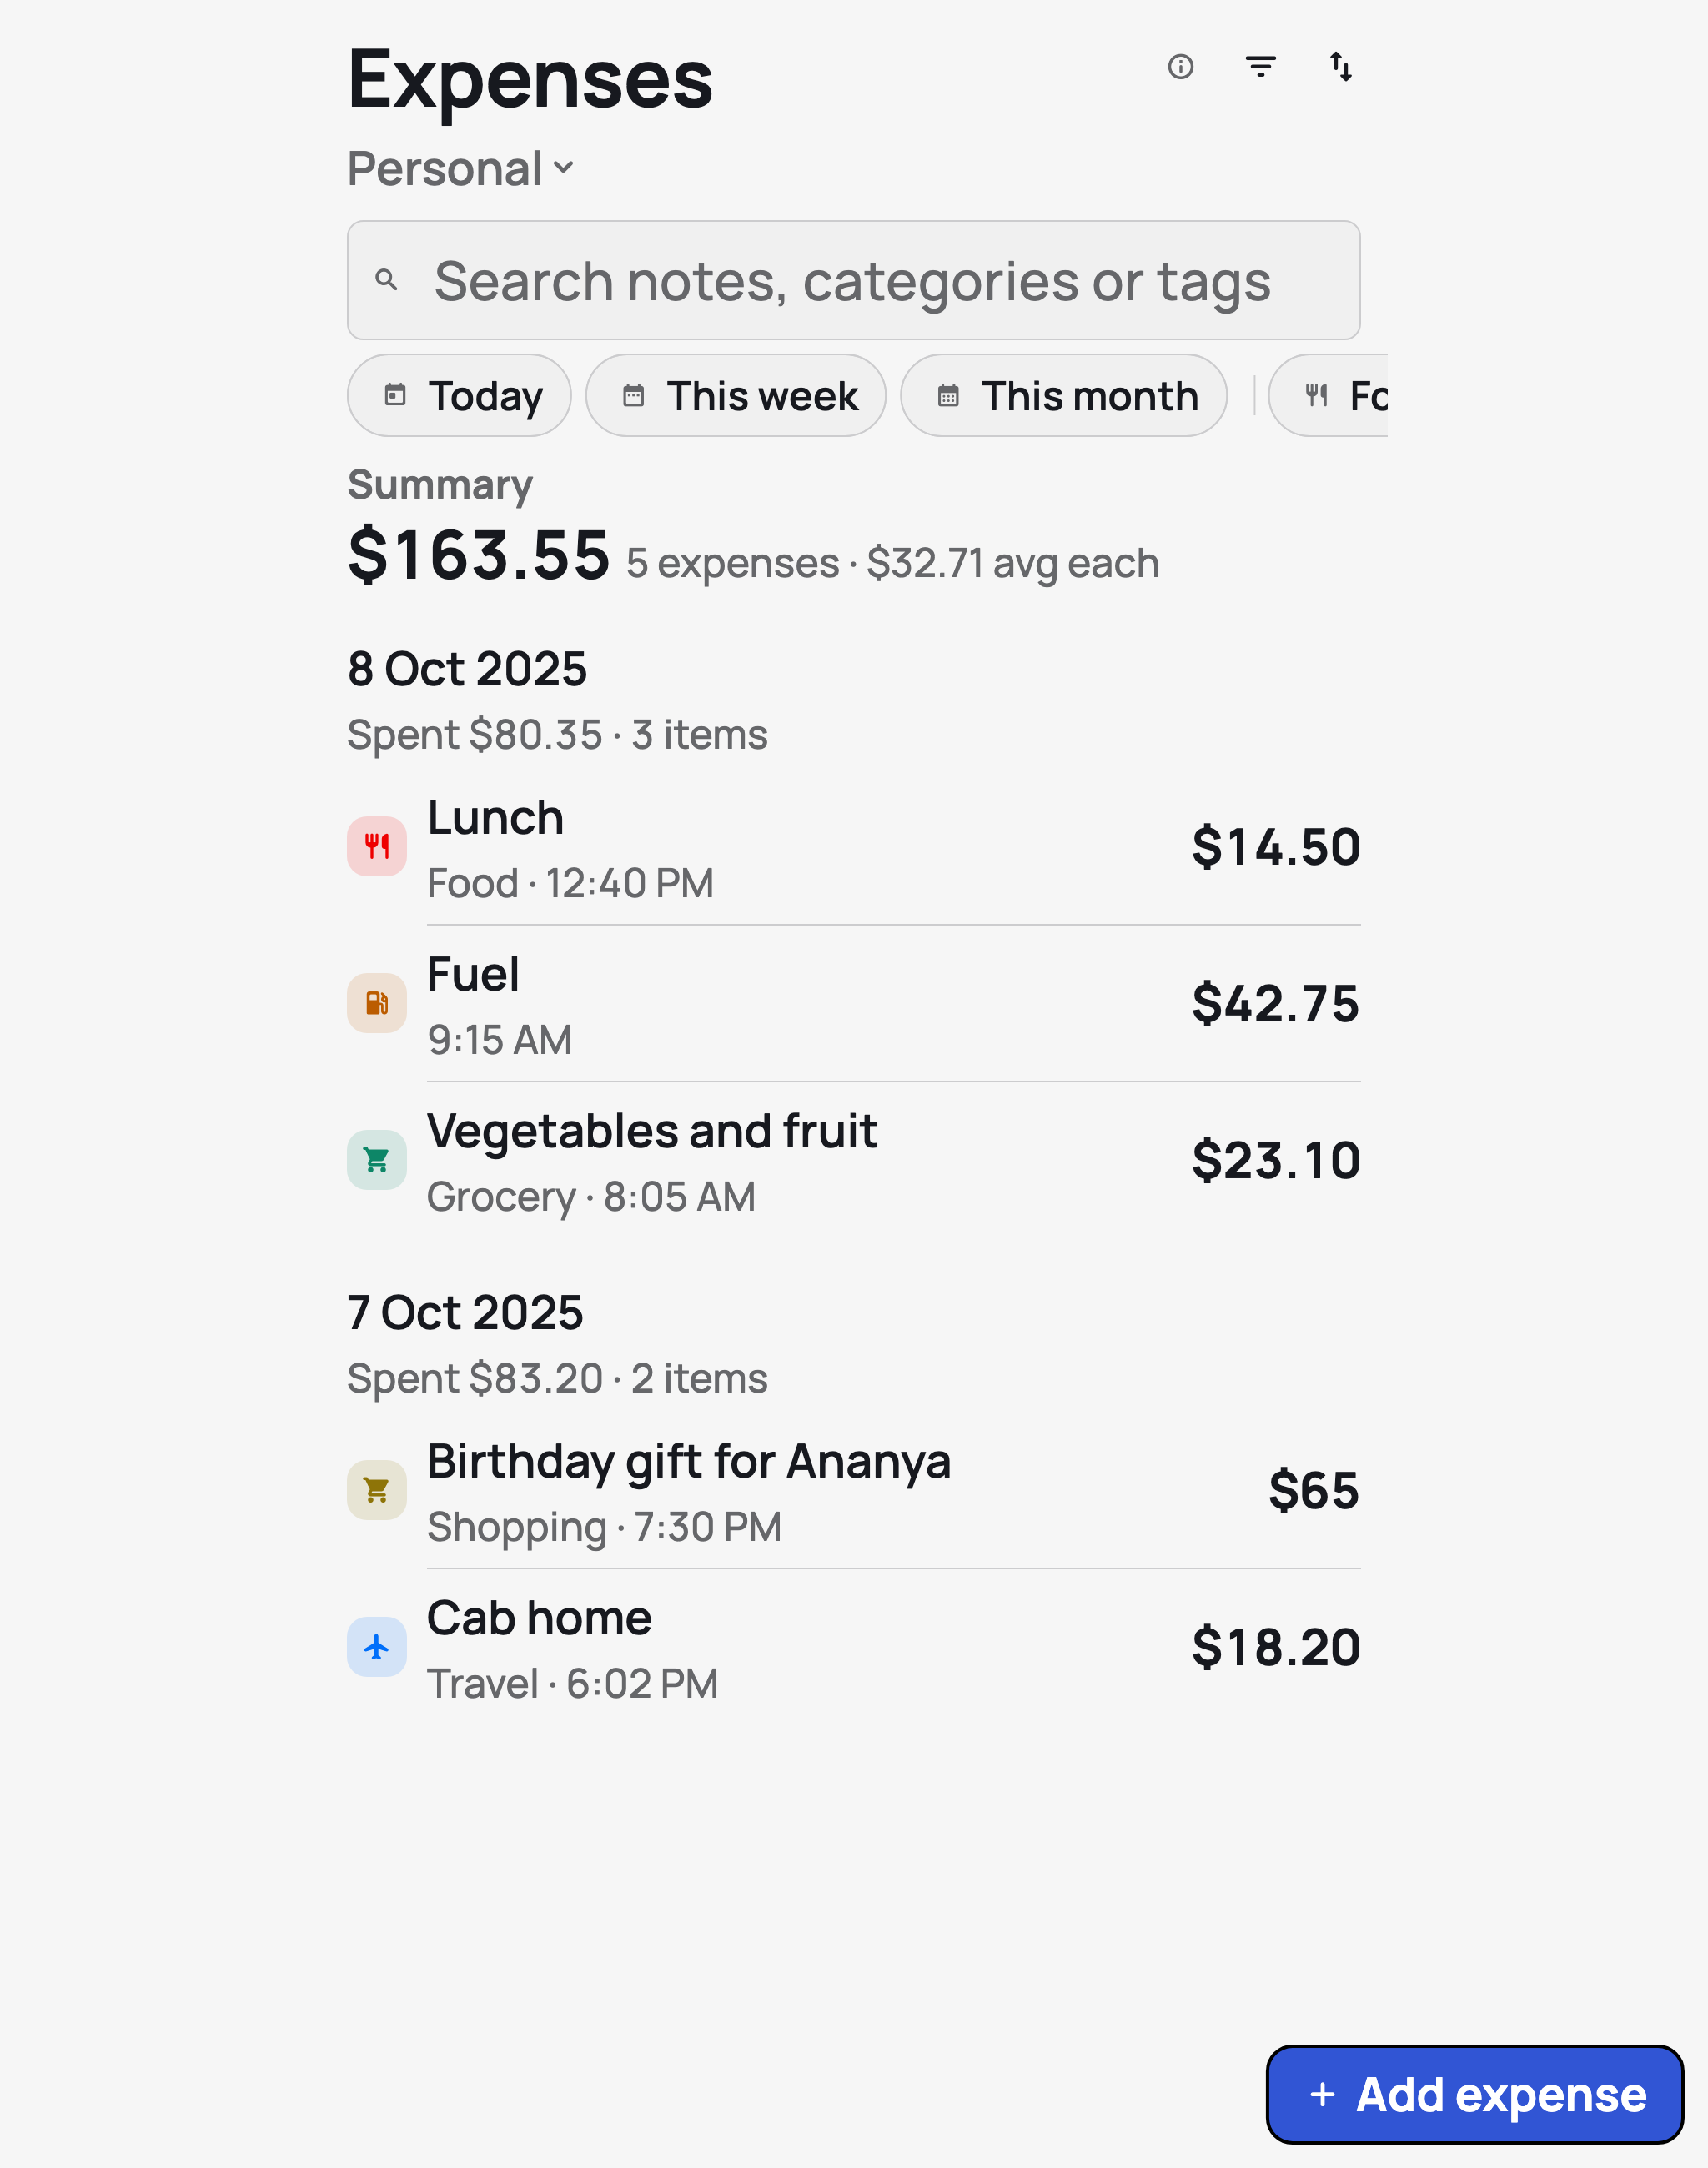 Expenses
Personal
Search notes, categories or tags
Today
This week
This month
Summary
$163.55 5 expenses · $32.71 avg each
8 Oct 2025
Spent $80.35 · 3 items
Lunch
$14.50
Food · 12:40 PM
Fuel
$42.75
9:15 AM
Vegetables and fruit
$23.10
Grocery · 8:05 AM
7 Oct 2025
Spent $83.20 · 2 items
Birthday gift for Ananya
$65
Shopping · 7:30 PM
Cab home
$18.20
Travel · 6:02 PM
+ Add expense